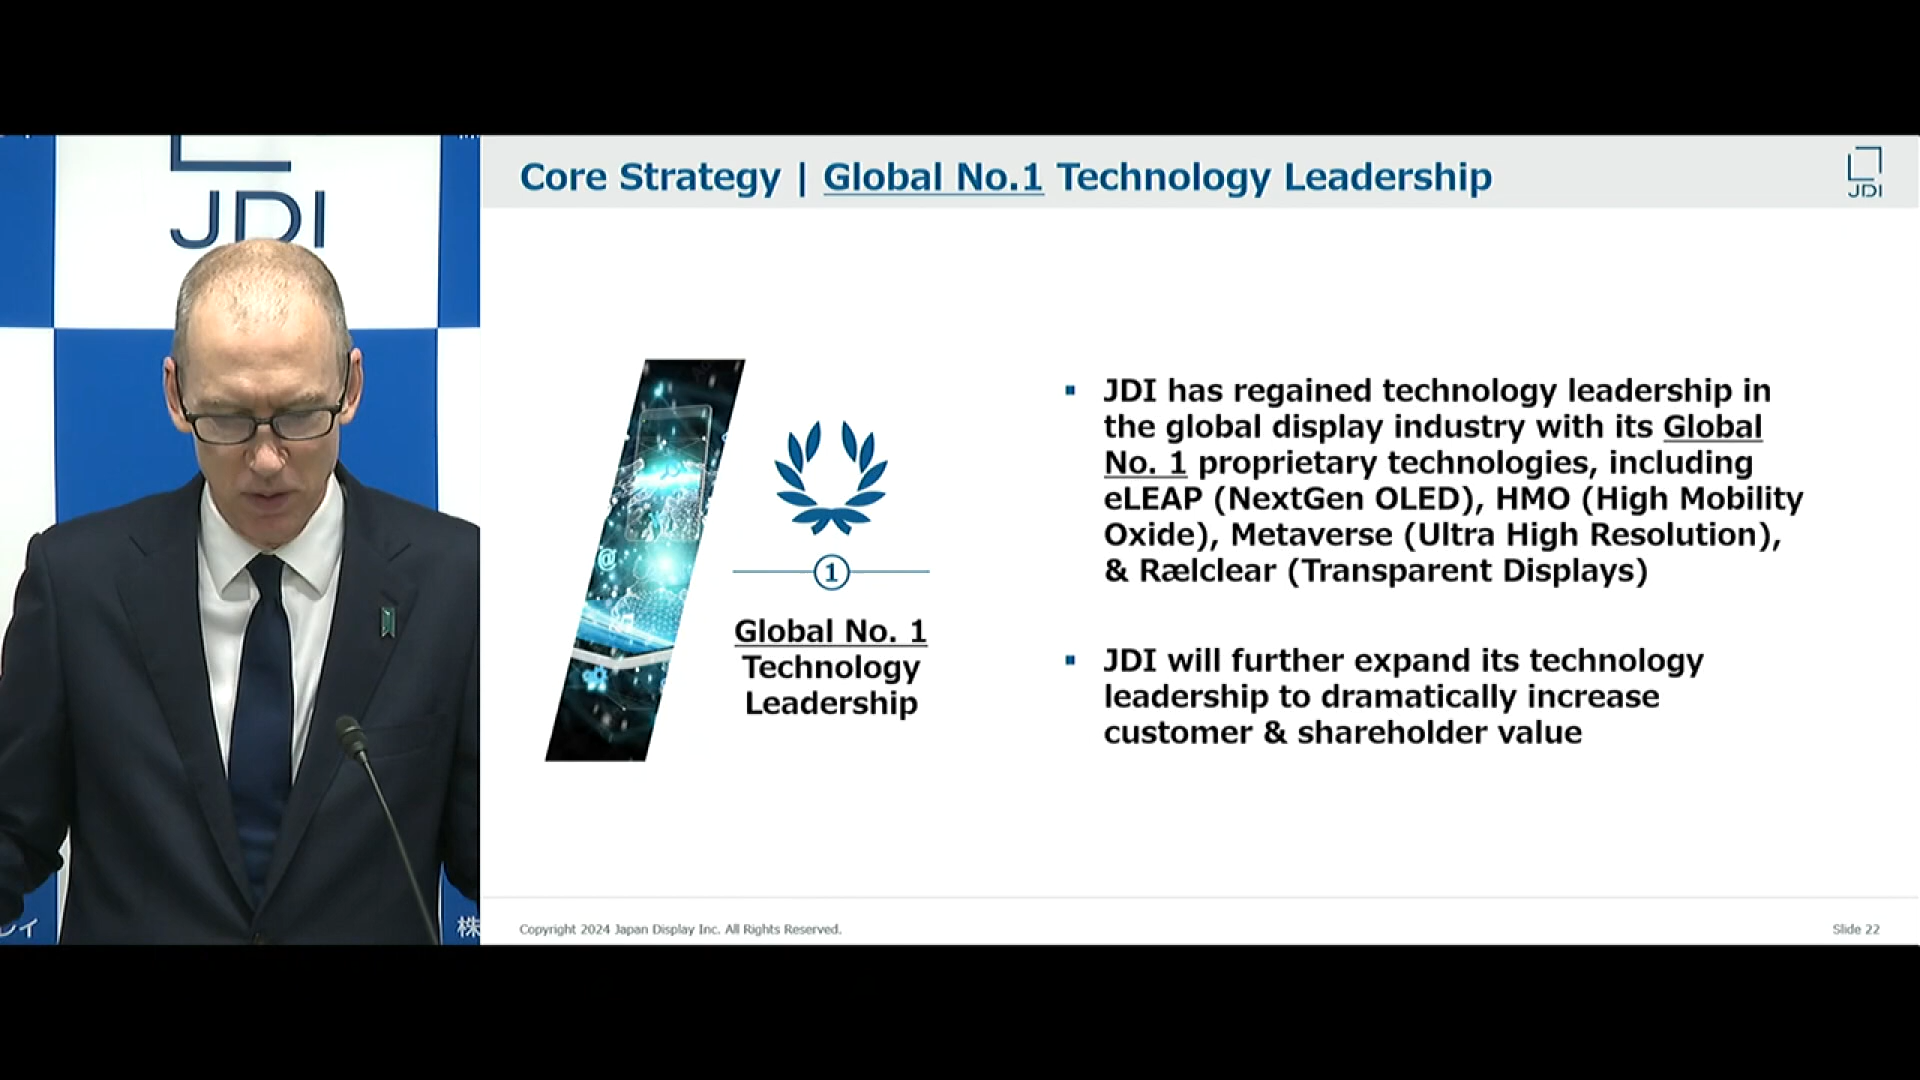 JDI
レイ
株
Core Strategy | Global No.1 Technology Leadership
JDI
1
Global No. 1
Technology
Leadership
▪ JDI has regained technology leadership in
the global display industry with its Global
No. 1 proprietary technologies, including
eLEAP (NextGen OLED), HMO (High Mobility
Oxide), Metaverse (Ultra High Resolution),
& Rælclear (Transparent Displays)
▪ JDI will further expand its technology
leadership to dramatically increase
customer & shareholder value
Copyright 2024 Japan Display Inc. All Rights Reserved.
Slide 22